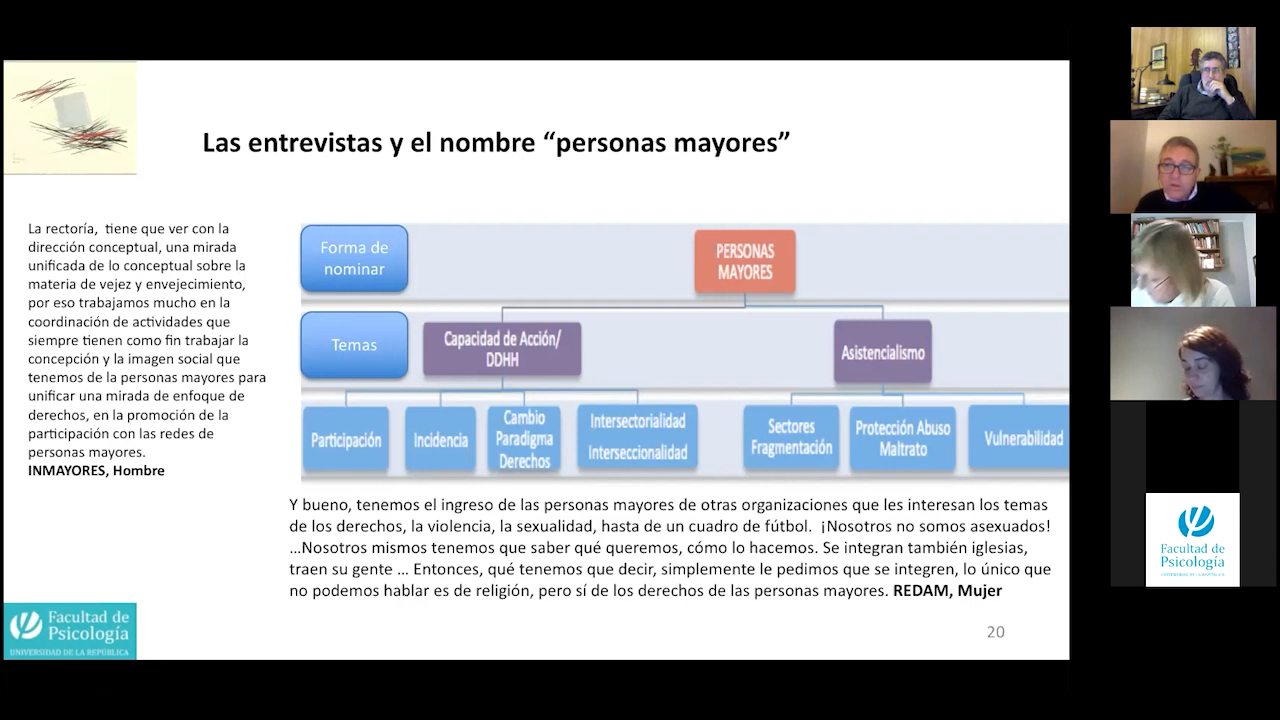 Las entrevistas y el nombre “personas mayores”
La rectoría, tiene que ver con la
dirección conceptual, una mirada
unificada de lo conceptual sobre la
materia de vejez y envejecimiento,
por eso trabajamos mucho en la
coordinación de actividades que
siempre tienen como fin trabajar la
concepción y la imagen social que
tenemos de la personas mayores para
unificar una mirada de enfoque de
derechos, en la promoción de la
participación con las redes de
personas mayores.
INMAYORES, Hombre
Forma de
nominar
PERSONAS
MAYORES
Temas
Capacidad de Acción/
DDHH
Asistencialismo
Participación
Incidencia
Cambio
Paradigma
Derechos
Intersectorialidad
Interseccionalidad
Sectores
Fragmentación
Protección Abuso
Maltrato
Vulnerabilidad
Y bueno, tenemos el ingreso de las personas mayores de otras organizaciones que les interesan los temas
de los derechos, la violencia, la sexualidad, hasta de un cuadro de fútbol. ¡Nosotros no somos asexuados!
…Nosotros mismos tenemos que saber qué queremos, cómo lo hacemos. Se integran también iglesias,
traen su gente … Entonces, qué tenemos que decir, simplemente le pedimos que se integren, lo único que
no podemos hablar es de religión, pero sí de los derechos de las personas mayores. REDAM, Mujer
20
Facultad de
Psicología
UNIVERSIDAD DE LA REPÚBLICA
Facultad de
Psicología
UNIVERSIDAD DE LA REPÚBLICA